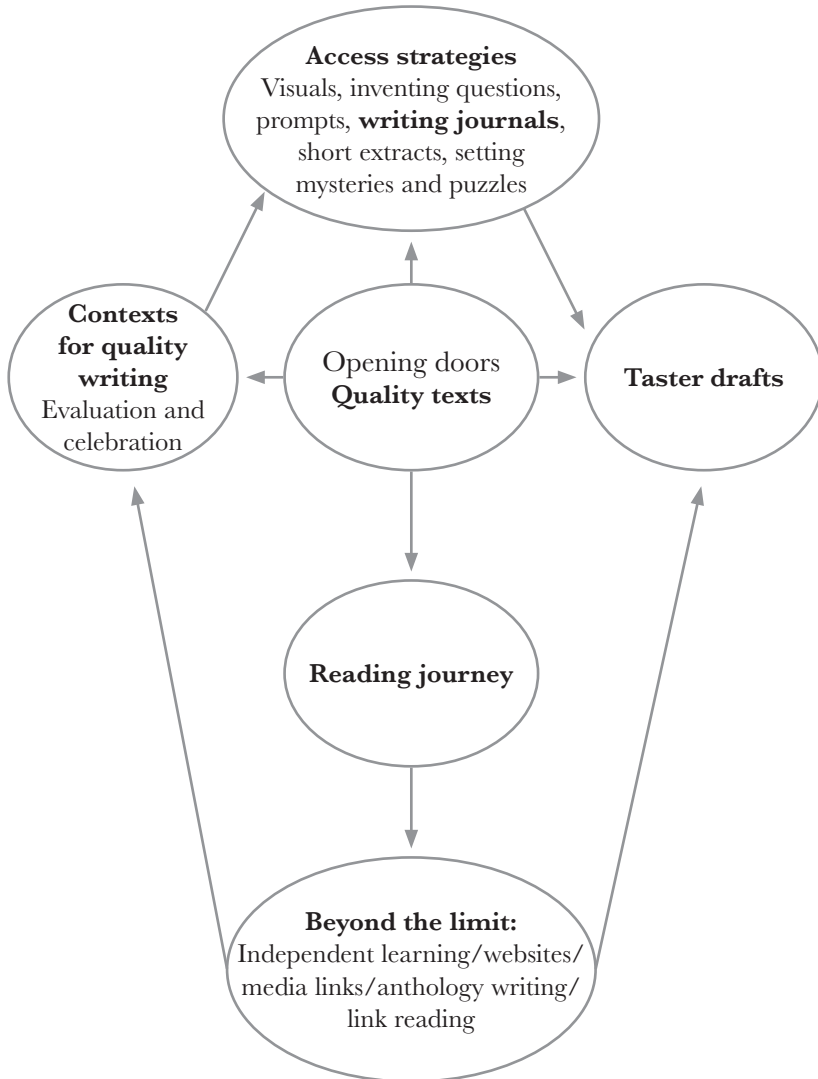 Access strategies
Visuals, inventing questions,
prompts, writing journals,
short extracts, setting
mysteries and puzzles
Contexts
for quality
writing
Evaluation and
celebration
Opening doors
Quality texts
Taster drafts
Reading journey
Beyond the limit:
Independent learning/websites/
media links/anthology writing/
link reading